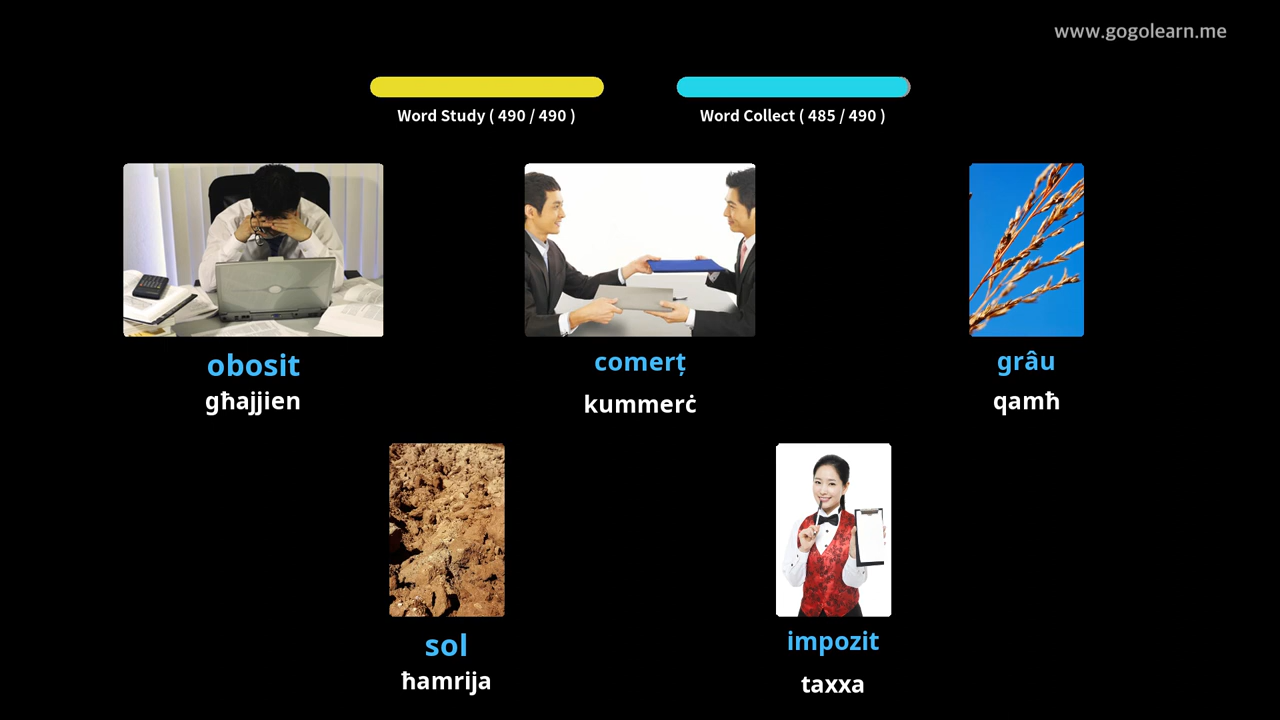 www.gogolearn.me
Word Study ( 490 / 490 )
Word Collect ( 485 / 490 )
obosit
għajjien
comerț
kummerċ
grâu
qamħ
sol
ħamrija
impozit
taxxa